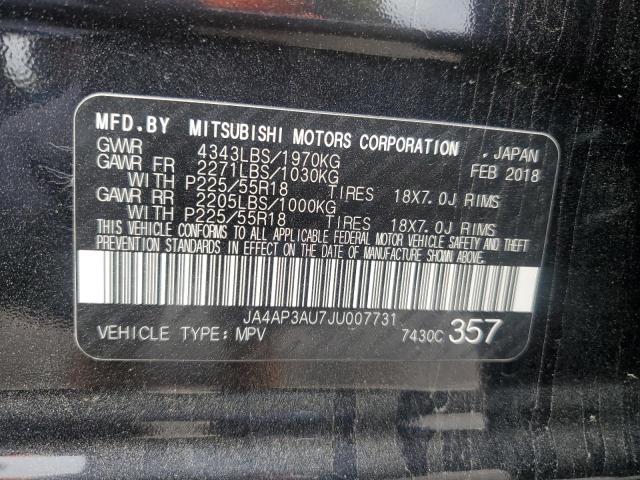 MFD.BY MITSUBISHI MOTORS CORPORATION , JAPAN
GVWR 4343LBS/1970KG FEB 2018
GAWR FR 2271LBS/1030KG
WITH P225/55R18 TIRES 18X7.0J RIMS
GAWR RR 2205LBS/1000KG
WITH P225/55R18 TIRES 18X7.0J RIMS
THIS VEHICLE CONFORMS TO ALL APPLICABLE FEDERAL MOTOR VEHICLE SAFETY AND THEFT
PREVENTION STANDARDS IN EFFECT ON THE DATE OF MANUFACTURE SHOWN ABOVE.
JA4AP3AU7JU007731
VEHICLE TYPE: MPV 7430C 357